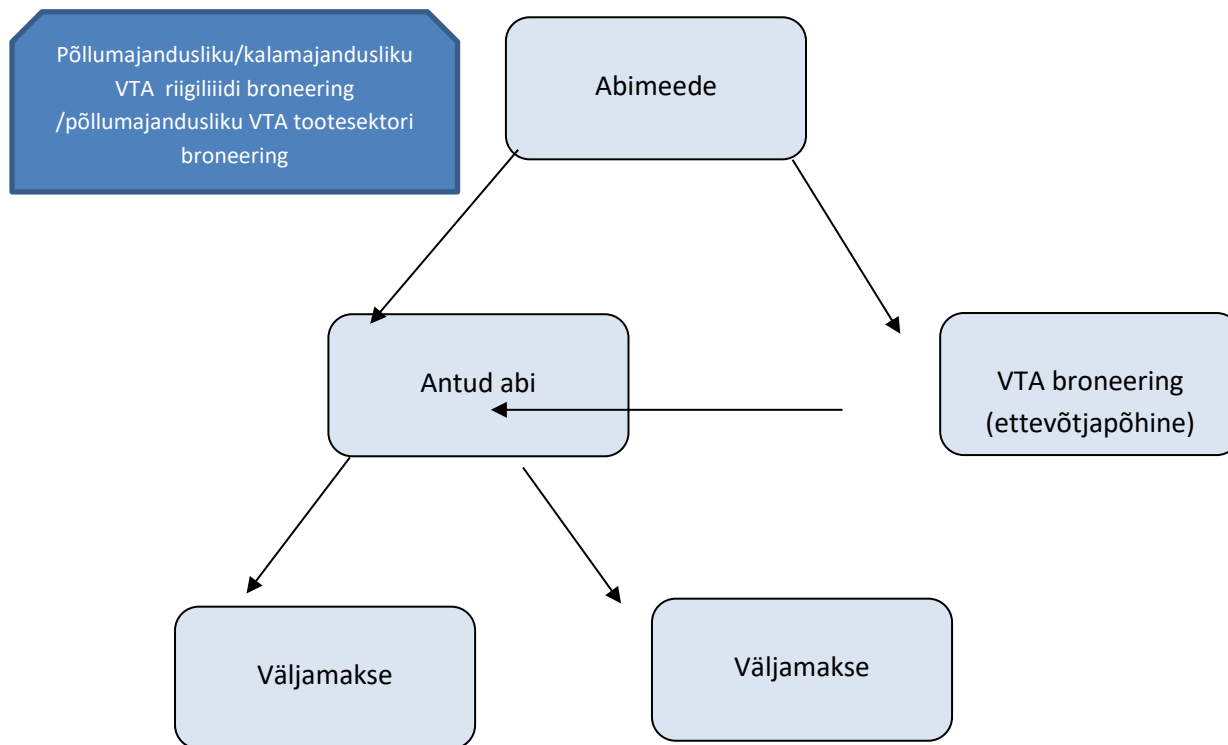 Põllumajandusliku/kalamajandusliku
VTA riigiliiidi broneering
/põllumajandusliku VTA tootesektori
broneering
Abimeede
Antud abi
VTA broneering
(ettevõtjapõhine)
Väljamakse
Väljamakse